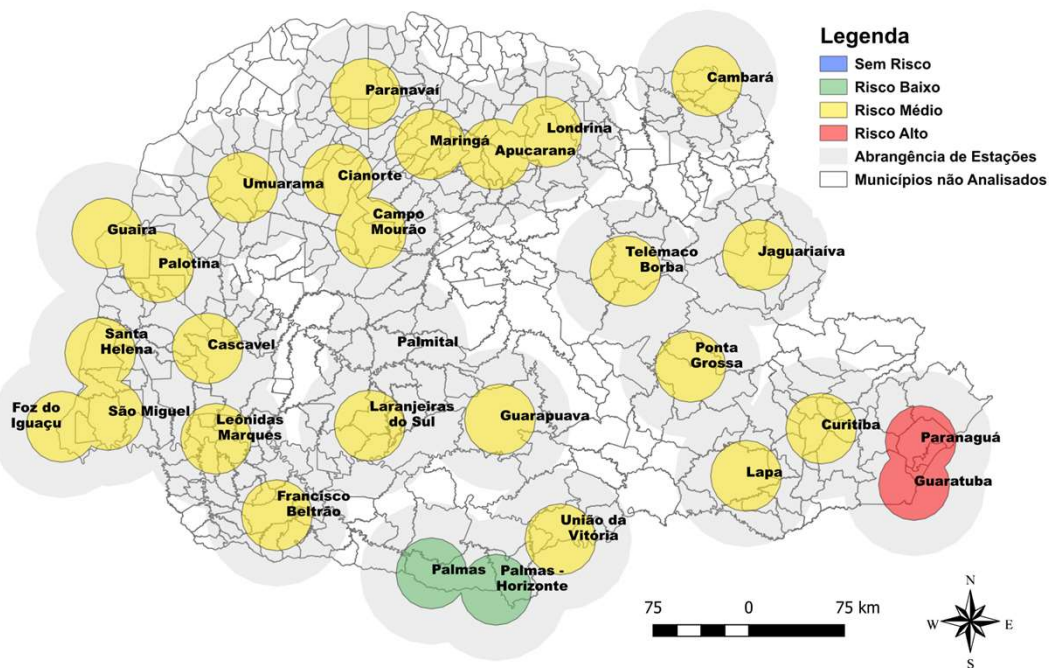 Legenda
Sem Risco
Risco Baixo
Risco Médio
Risco Alto
Abrangência de Estações
Municípios não Analisados
Cambará
Paranavaí
Londrina
Maringá
Apucarana
Cianorte
Umuarama
Campo
Mourão
Guaira
Palotina
Telêmaco
Borba
Jaguariaíva
Santa
Helena
Cascavel
Palmital
Ponta
Grossa
Foz do
Iguaçu
São Miguel
Leônidas
Marques
Laranjeiras
do Sul
Guarapuava
Curitiba
Paranaguá
Lapa
Guaratuba
Francisco
Beltrão
União da
Vitória
Palmas
Palmas -
Horizonte
75 0 75 km
N
W E
S